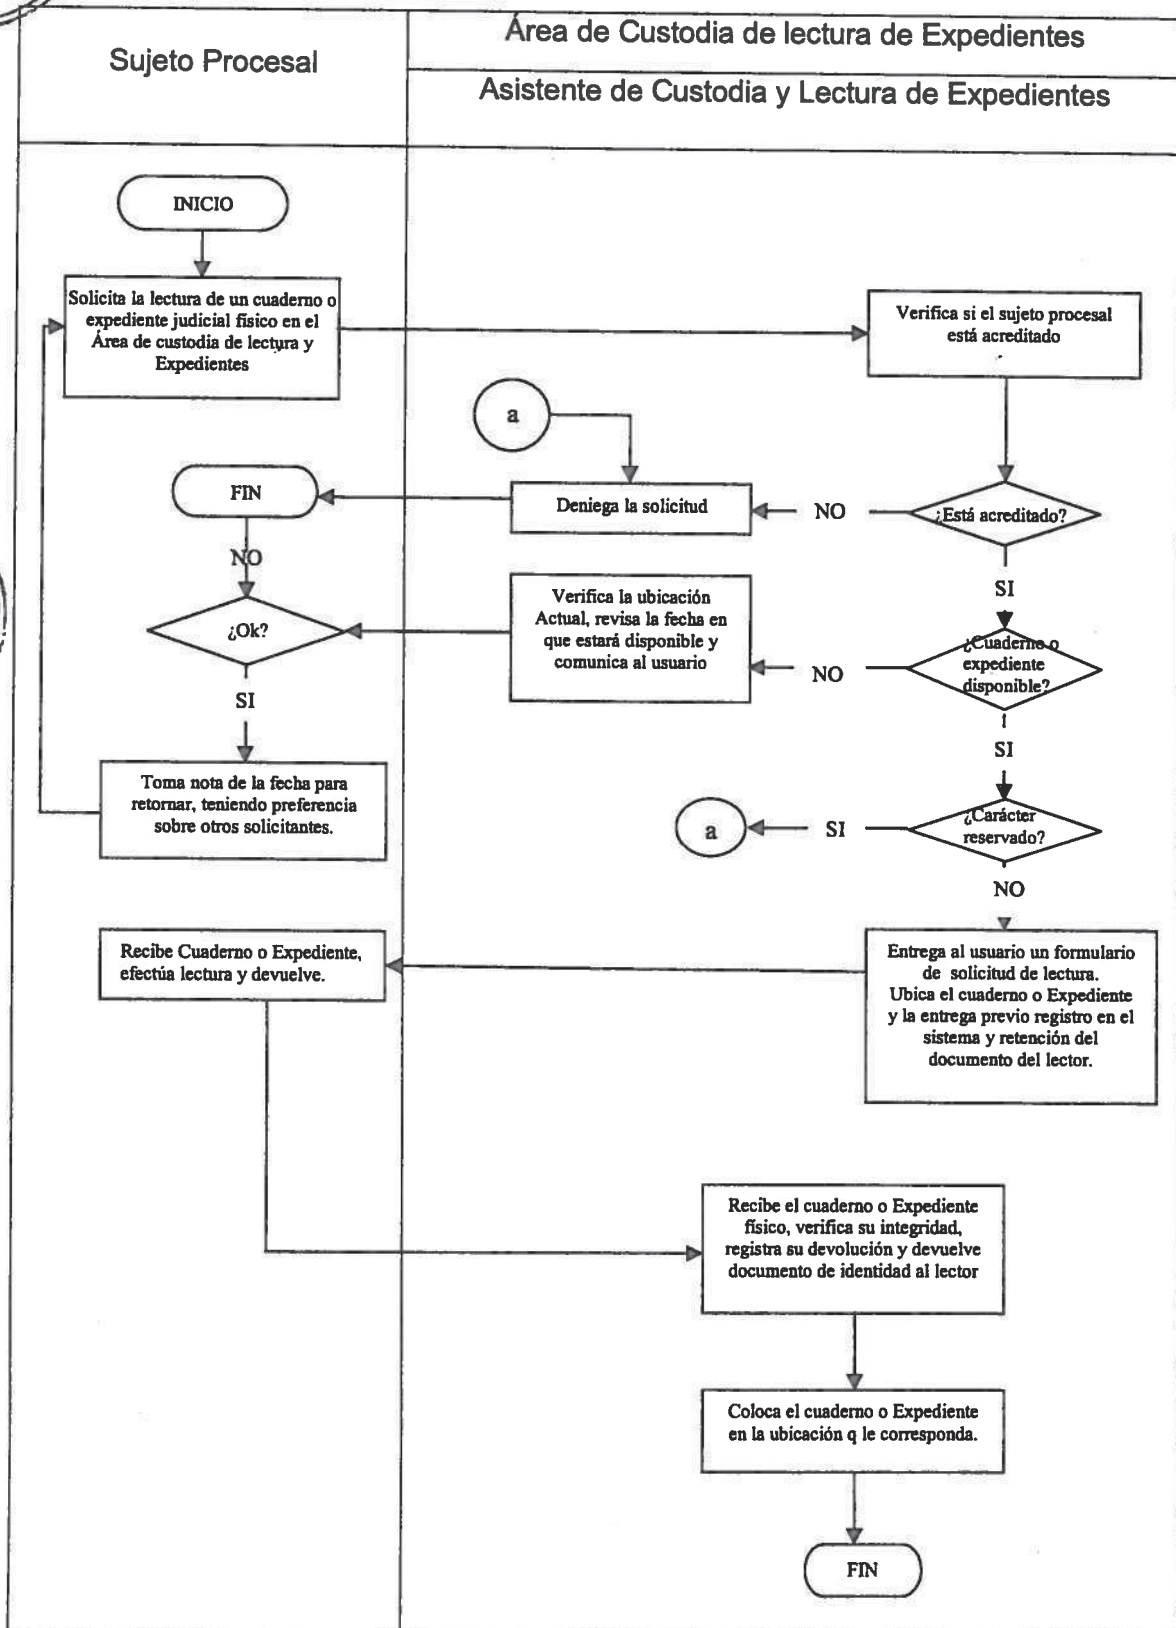 Sujeto Procesal
Área de Custodia de lectura de Expedientes
Asistente de Custodia y Lectura de Expedientes
INICIO
Solicita la lectura de un cuaderno o
expediente judicial físico en el
Área de custodia de lectura y
Expedientes
Verifica si el sujeto procesal
está acreditado
a
FIN
Deniega la solicitud
NO
¿Está acreditado?
NO
SI
¿Ok?
Verifica la ubicación
Actual, revisa la fecha en
que estará disponible y
comunica al usuario
NO
¿Cuaderno o
expediente
disponible?
SI
SI
Toma nota de la fecha para
retornar, teniendo preferencia
sobre otros solicitantes.
a
SI
¿Carácter
reservado?
NO
Recibe Cuaderno o Expediente,
efectúa lectura y devuelve.
Entrega al usuario un formulario
de solicitud de lectura.
Ubica el cuaderno o Expediente
y la entrega previo registro en el
sistema y retención del
documento del lector.
Recibe el cuaderno o Expediente
físico, verifica su integridad,
registra su devolución y devuelve
documento de identidad al lector
Coloca el cuaderno o Expediente
en la ubicación q le corresponda.
FIN